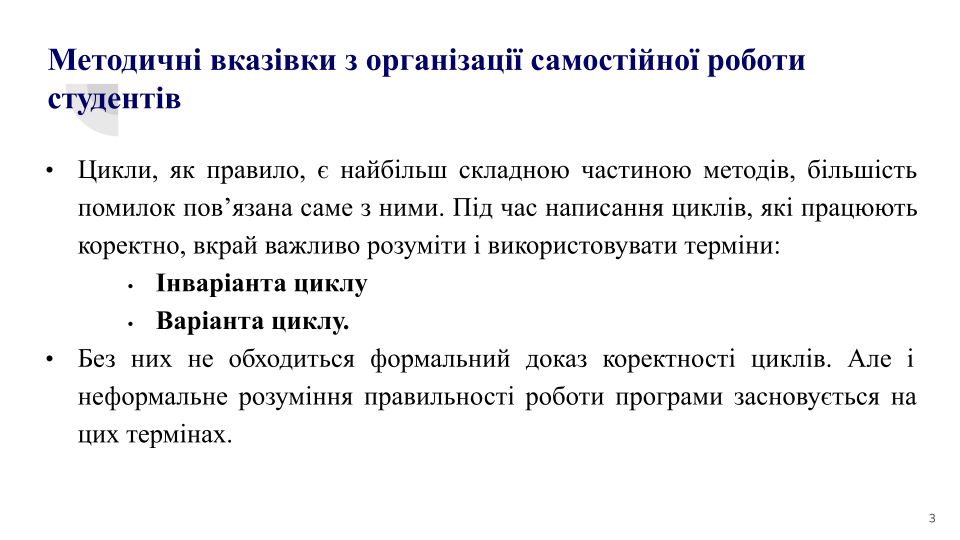 Методичні вказівки з організації самостійної роботи
студентів
• Цикли, як правило, є найбільш складною частиною методів, більшість
помилок пов’язана саме з ними. Під час написання циклів, які працюють
коректно, вкрай важливо розуміти і використовувати терміни:
• Інваріанта циклу
• Варіанта циклу.
• Без них не обходиться формальний доказ коректності циклів. Але і
неформальне розуміння правильності роботи програми засновується на
цих термінах.
3